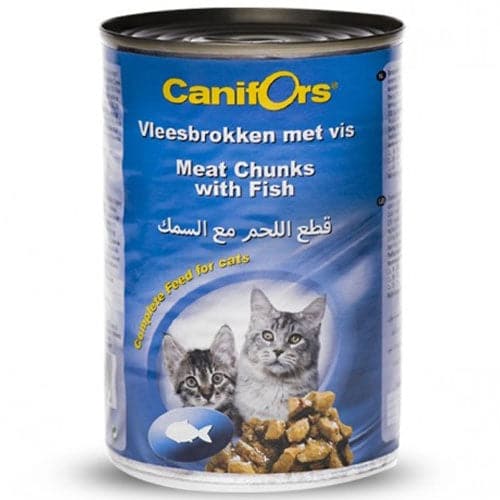 Canifors®
Vleesbrokken met vis
Meat Chunks
with Fish
قطع اللحم مع السمك
Complete Feed for cats